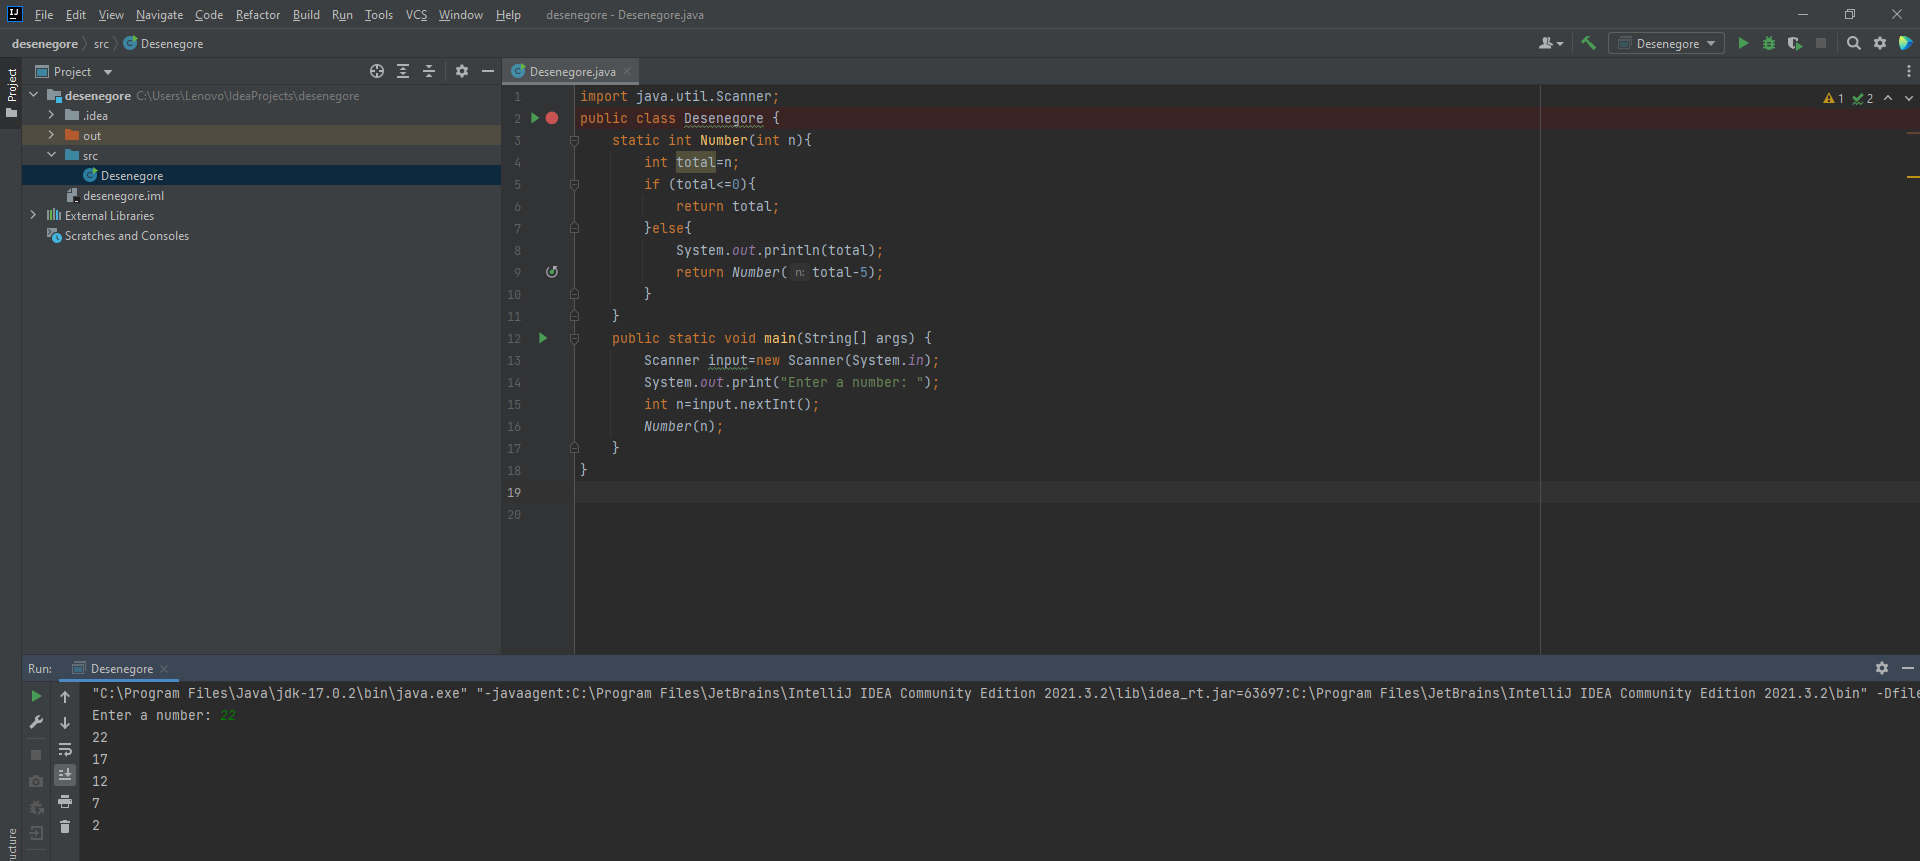 File Edit View Navigate Code Refactor Build Run Tools VCS Window Help desenegore - Desenegore.java
desenegore src Desenegore
Desenegore
Project
Project
desenegore C:\Users\Lenovo\IdeaProjects\desenegore
.idea
out
src
Desenegore
desenegore.iml
External Libraries
Scratches and Consoles
Desenegore.java
1 2
1 import java.util.Scanner;
2 public class Desenegore {
3 static int Number(int n){
4 int total=n;
5 if (total<=0){
6 return total;
7 }else{
8 System.out.println(total);
9 return Number( n: total-5);
10 }
11 }
12 public static void main(String[] args) {
13 Scanner input=new Scanner(System.in);
14 System.out.print("Enter a number: ");
15 int n=input.nextInt();
16 Number(n);
17 }
18 }
19
20
Run: Desenegore
"C:\Program Files\Java\jdk-17.0.2\bin\java.exe" "-javaagent:C:\Program Files\JetBrains\IntelliJ IDEA Community Edition 2021.3.2\lib\idea_rt.jar=63697:C:\Program Files\JetBrains\IntelliJ IDEA Community Edition 2021.3.2\bin" -Dfile
Enter a number: 22
22
17
12
7
2